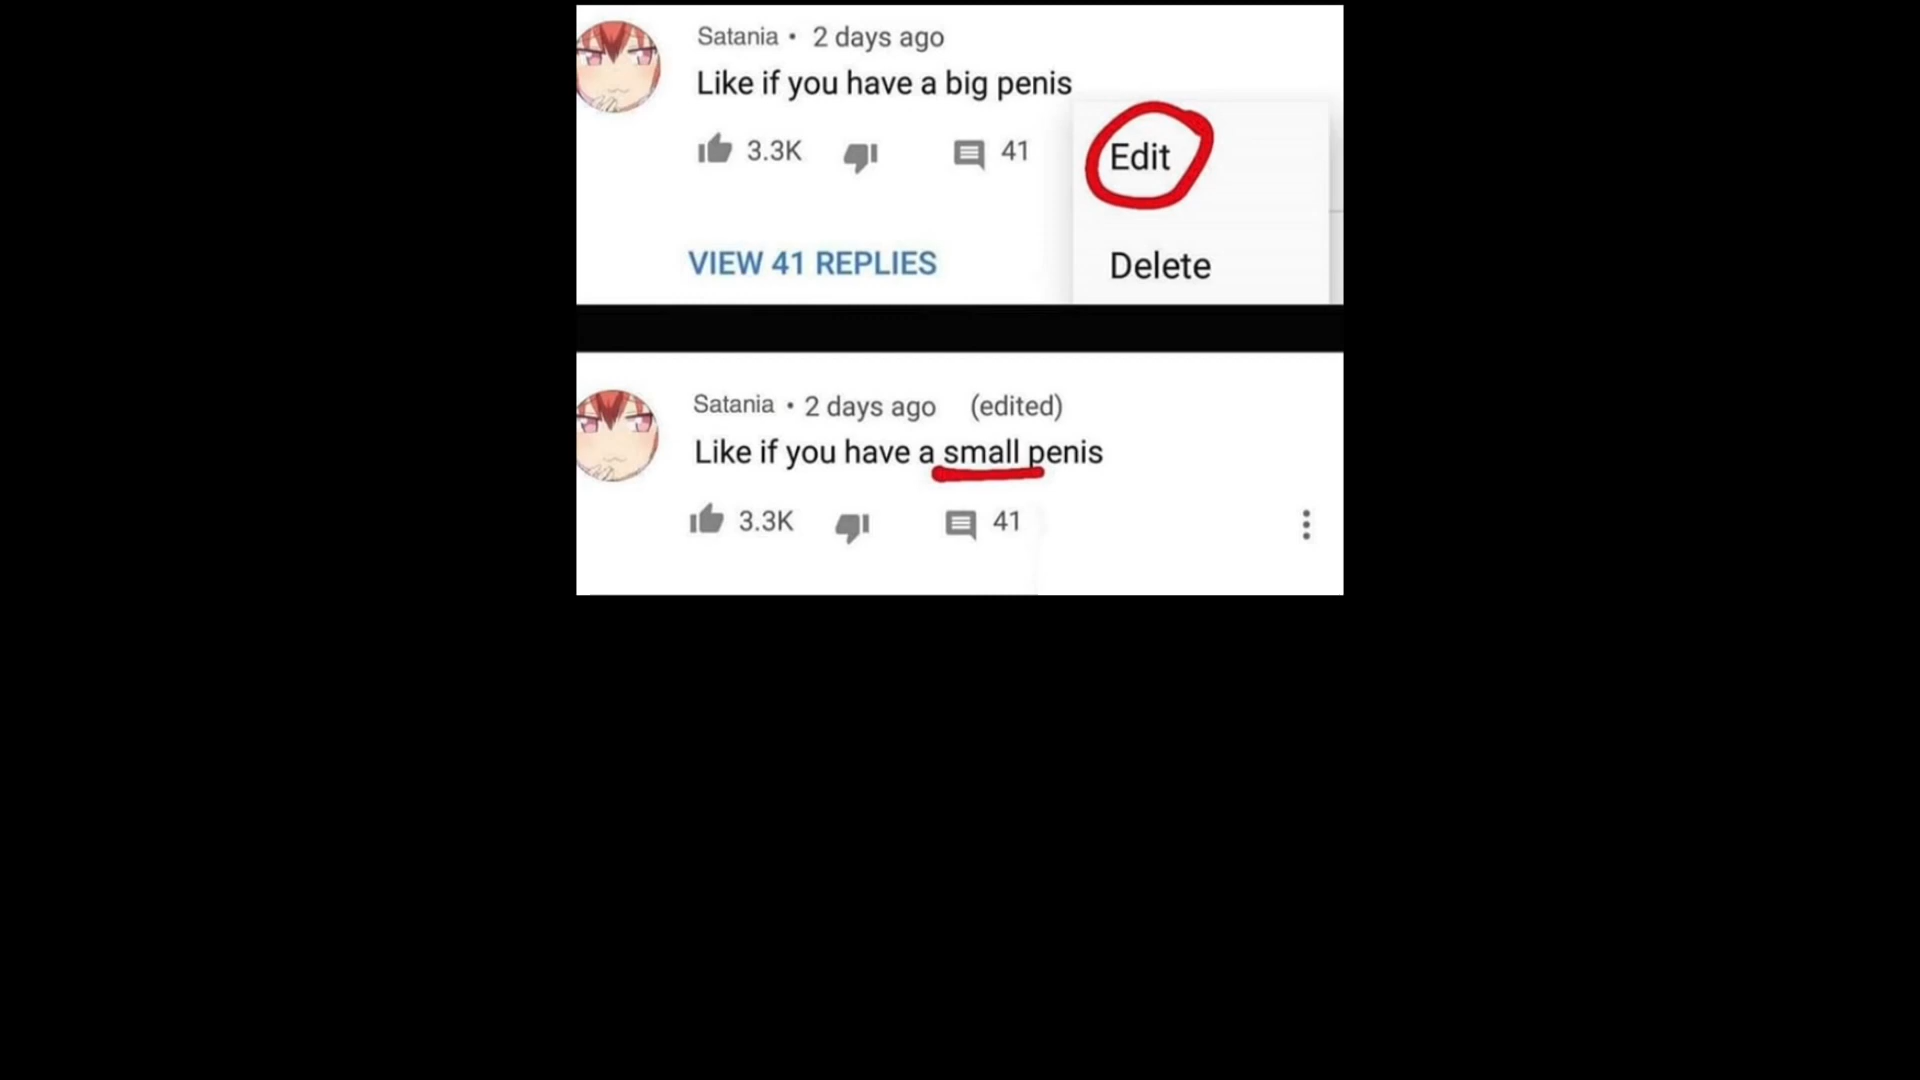 Satania • 2 days ago
Like if you have a big penis
3.3K 41
Edit
VIEW 41 REPLIES
Delete
Satania • 2 days ago (edited)
Like if you have a small penis
3.3K 41